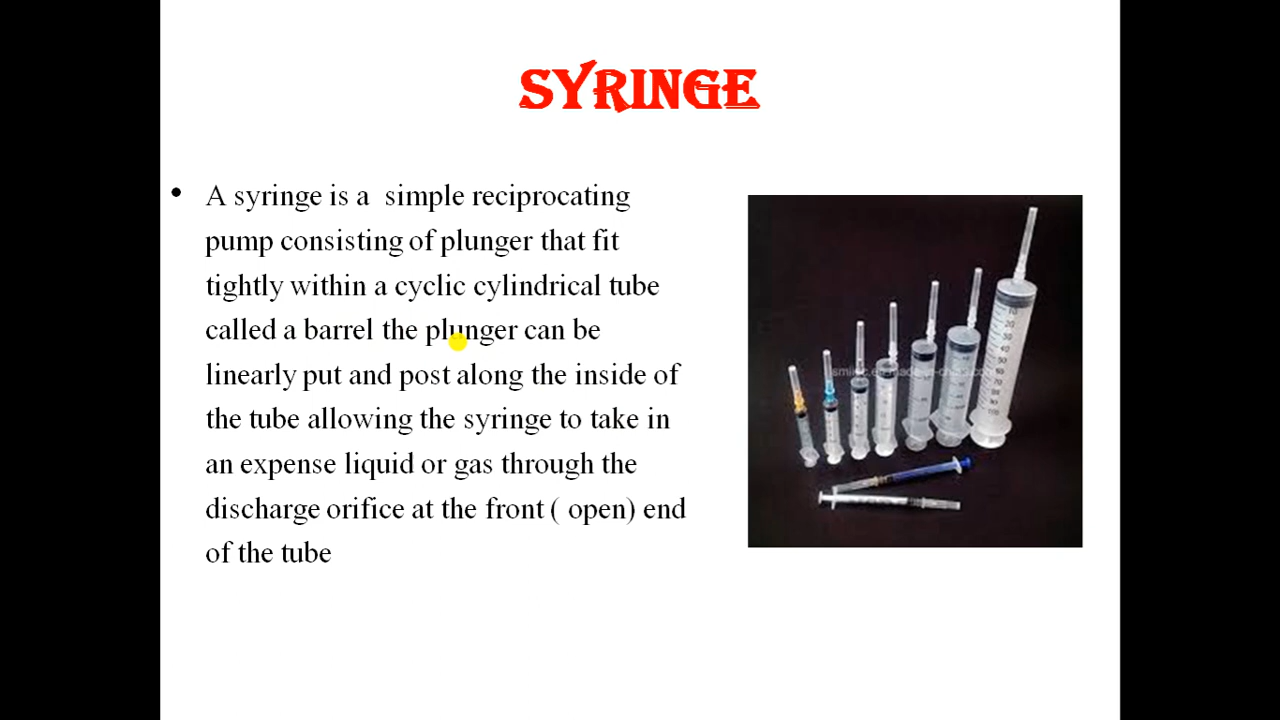 SYRINGE
• A syringe is a simple reciprocating
pump consisting of plunger that fit
tightly within a cyclic cylindrical tube
called a barrel the plunger can be
linearly put and post along the inside of
the tube allowing the syringe to take in
an expense liquid or gas through the
discharge orifice at the front ( open) end
of the tube